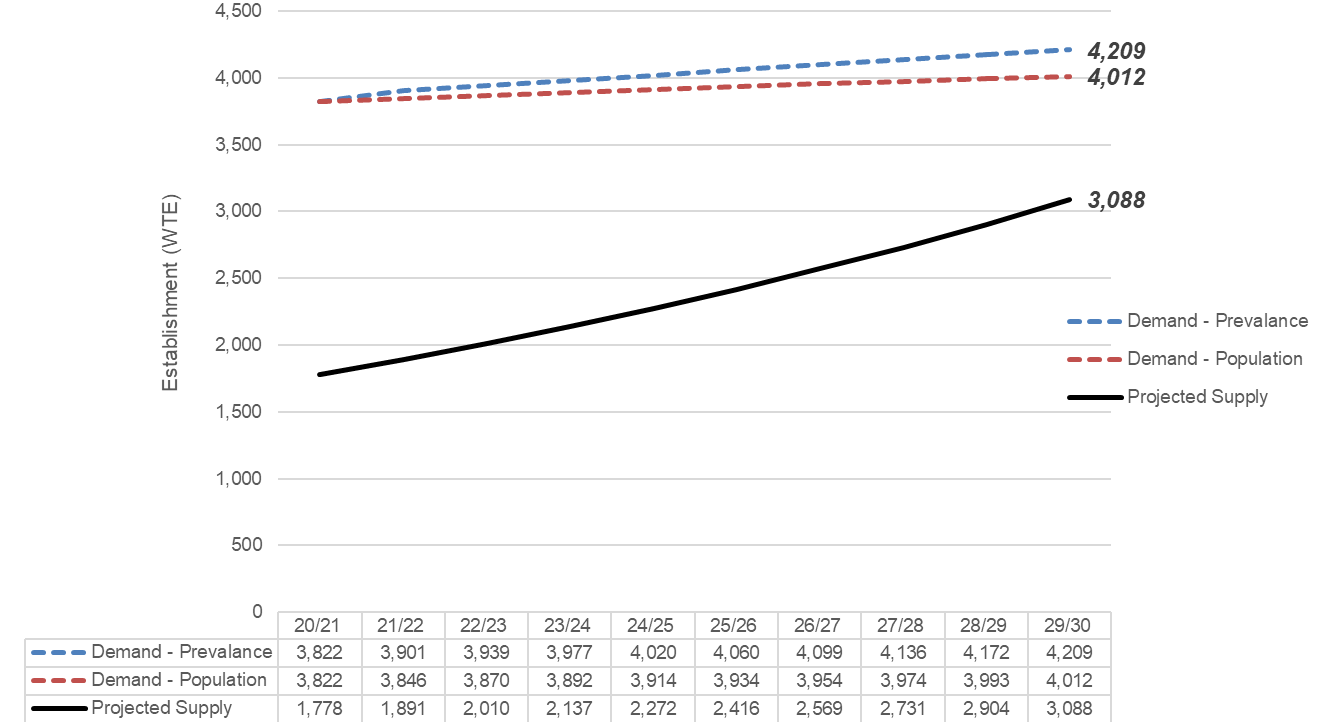 4,500
4,000
3,500
3,000
2,500
2,000
1,500
1,000
500
0
Establishment (WTE)
4,209
4,012
3,088
Demand - Prevalance
Demand - Population
Projected Supply
20/21 21/22 22/23 23/24 24/25 25/26 26/27 27/28 28/29 29/30
Demand - Prevalance 3,822 3,901 3,939 3,977 4,020 4,060 4,099 4,136 4,172 4,209
Demand - Population 3,822 3,846 3,870 3,892 3,914 3,934 3,954 3,974 3,993 4,012
Projected Supply 1,778 1,891 2,010 2,137 2,272 2,416 2,569 2,731 2,904 3,088